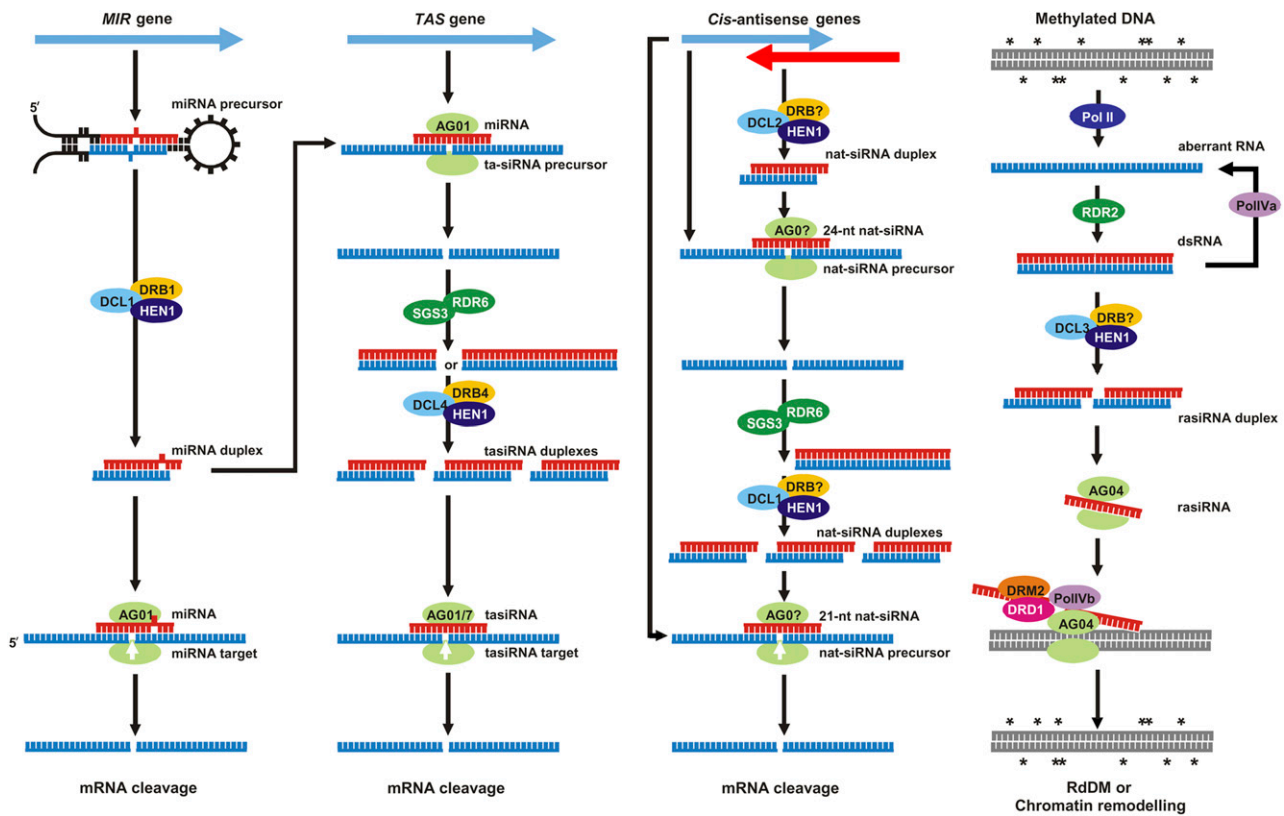 MIR gene
5′
miRNA precursor
DCL1
DRB1
HEN1
miRNA duplex
AG01
miRNA
5′
miRNA target
mRNA cleavage
TAS gene
AG01
miRNA
ta-siRNA precursor
SGS3
RDR6
or
DCL4
DRB4
HEN1
tasiRNA duplexes
AG01/7
tasiRNA
tasiRNA target
mRNA cleavage
Cis-antisense genes
DCL2
DRB?
HEN1
nat-siRNA duplex
AG0?
24-nt nat-siRNA
nat-siRNA precursor
SGS3
RDR6
DCL1
DRB?
HEN1
nat-siRNA duplexes
AG0?
21-nt nat-siRNA
nat-siRNA precursor
mRNA cleavage
Methylated DNA
* * * ** *
* ** * * *
Pol II
aberrant RNA
RDR2
PolIVa
dsRNA
DCL3
DRB?
HEN1
rasiRNA duplex
AG04
rasiRNA
DRM2
DRD1
PolIVb
AG04
* * * ** *
* ** * * *
RdDM or
Chromatin remodelling